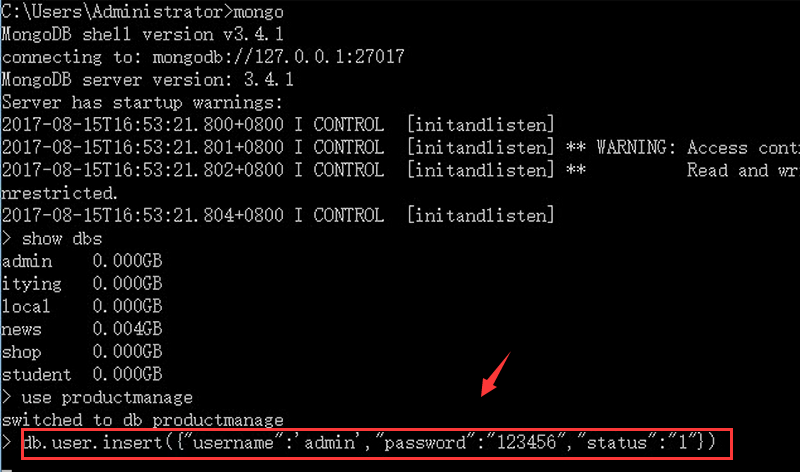 C:\Users\Administrator>mongo
MongoDB shell version v3.4.1
connecting to: mongodb://127.0.0.1:27017
MongoDB server version: 3.4.1
Server has startup warnings:
2017-08-15T16:53:21.800+0800 I CONTROL  [initandlisten]
2017-08-15T16:53:21.801+0800 I CONTROL  [initandlisten] ** WARNING: Access cont
2017-08-15T16:53:21.802+0800 I CONTROL  [initandlisten] **          Read and wri
nrestricted.
2017-08-15T16:53:21.804+0800 I CONTROL  [initandlisten]
> show dbs
admin    0.000GB
itying   0.000GB
local    0.000GB
news     0.004GB
shop     0.000GB
student  0.000GB
> use productmanage
switched to db productmanage
> db.user.insert({"username":'admin',"password":"123456","status":"1"})